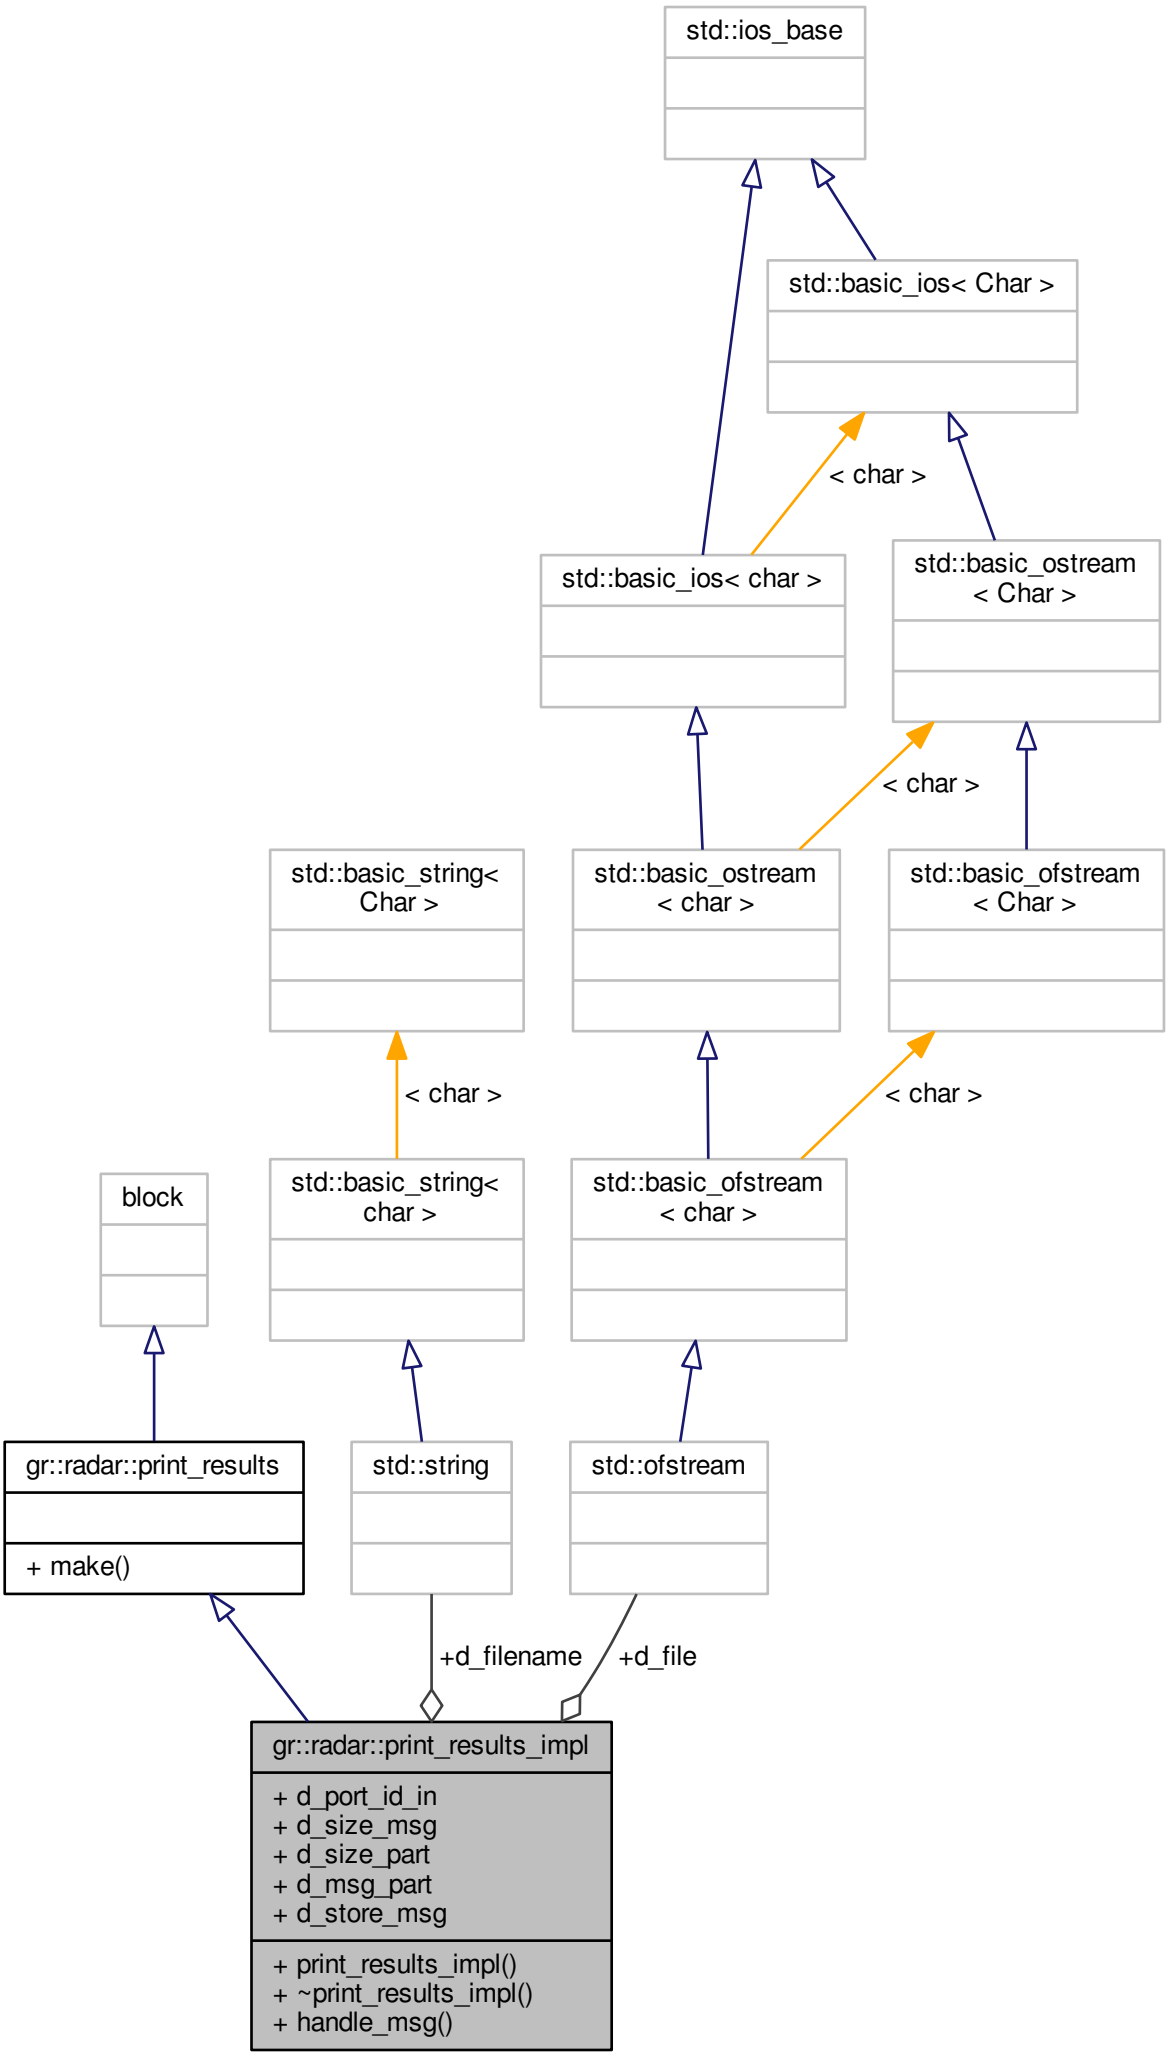 std::ios_base
std::basic_ios< Char >
< char >
std::basic_ios< char >
std::basic_ostream
< Char >
< char >
std::basic_string<
Char >
std::basic_ostream
< char >
std::basic_ofstream
< Char >
< char >
< char >
block
std::basic_string<
char >
std::basic_ofstream
< char >
gr::radar::print_results
+ make()
std::string
std::ofstream
+d_filename
+d_file
gr::radar::print_results_impl
+ d_port_id_in
+ d_size_msg
+ d_size_part
+ d_msg_part
+ d_store_msg
+ print_results_impl()
+ ~print_results_impl()
+ handle_msg()